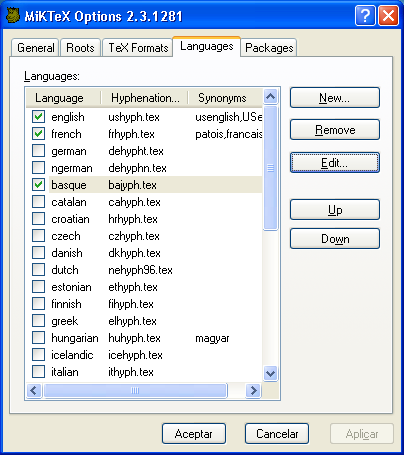 MiKTeX Options 2.3.1281
General Roots TeX Formats Languages Packages
Languages:
Language Hyphenation... Synonyms
english ushyph.tex usenglish,USe
french frhyph.tex patois,francais
german dehypht.tex
ngerman dehyphn.tex
basque bajyph.tex
catalan cahyph.tex
croatian hrhyph.tex
czech czhyph.tex
danish dkhyph.tex
dutch nehyph96.tex
estonian ethyph.tex
finnish fihyph.tex
greek elhyph.tex
hungarian huhyph.tex magyar
icelandic icehyph.tex
italian ithyph.tex
New...
Remove
Edit...
Up
Down
Aceptar Cancelar Aplicar